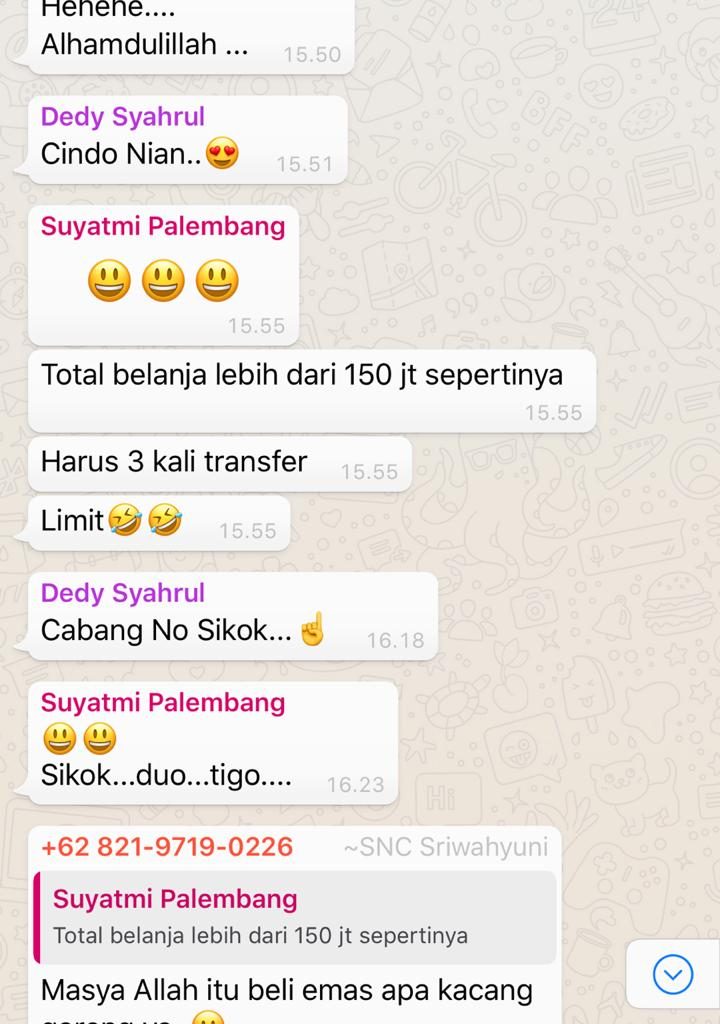 Hehehe....
Alhamdulillah ... 15.50
Dedy Syahrul
Cindo Nian..😍 15.51
Suyatmi Palembang
😃😃😃
15.55
Total belanja lebih dari 150 jt sepertinya
15.55
Harus 3 kali transfer 15.55
Limit🤣🤣 15.55
Dedy Syahrul
Cabang No Sikok...☝️ 16.18
Suyatmi Palembang
😃😃
Sikok...duo...tigo.... 16.23
+62 821-9719-0226 ~SNC Sriwahyuni
Suyatmi Palembang
Total belanja lebih dari 150 jt sepertinya
Masya Allah itu beli emas apa kacang